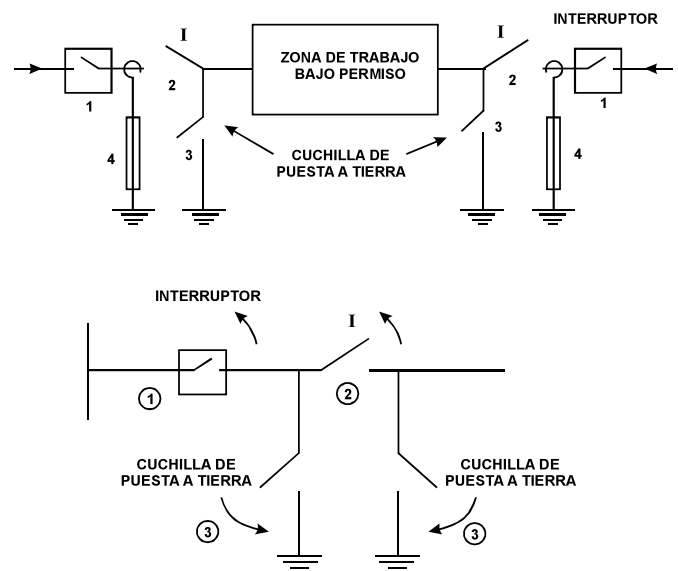 INTERRUPTOR
I
I
ZONA DE TRABAJO
BAJO PERMISO
2
2
1
1
3
3
4
4
CUCHILLA DE
PUESTA A TIERRA
INTERRUPTOR
I
1
2
CUCHILLA DE
PUESTA A TIERRA
CUCHILLA DE
PUESTA A TIERRA
3
3